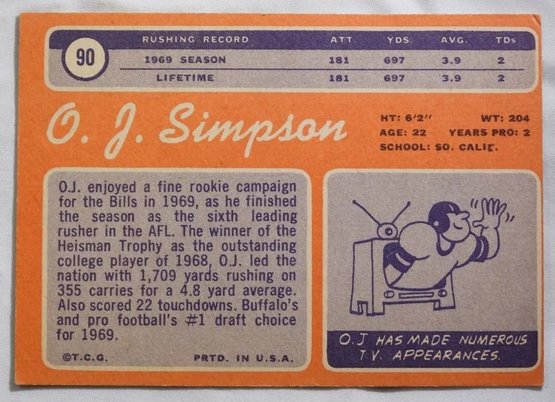 90
RUSHING RECORD ATT. YDS. AVG. TDs
1969 SEASON 181 697 3.9 2
LIFETIME 181 697 3.9 2
O. J. Simpson
HT: 6'2" WT: 204
AGE: 22 YEARS PRO: 2
SCHOOL: SO. CALIF.
O.J. enjoyed a fine rookie campaign
for the Bills in 1969, as he finished
the season as the sixth leading
rusher in the AFL. The winner of the
Heisman Trophy as the outstanding
college player of 1968, O.J. led the
nation with 1,709 yards rushing on
355 carries for a 4.8 yard average.
Also scored 22 touchdowns. Buffalo's
and pro football's #1 draft choice
for 1969.
©T.C.G. PRTD. IN U.S.A.
O.J HAS MADE NUMEROUS
T.V. APPEARANCES.